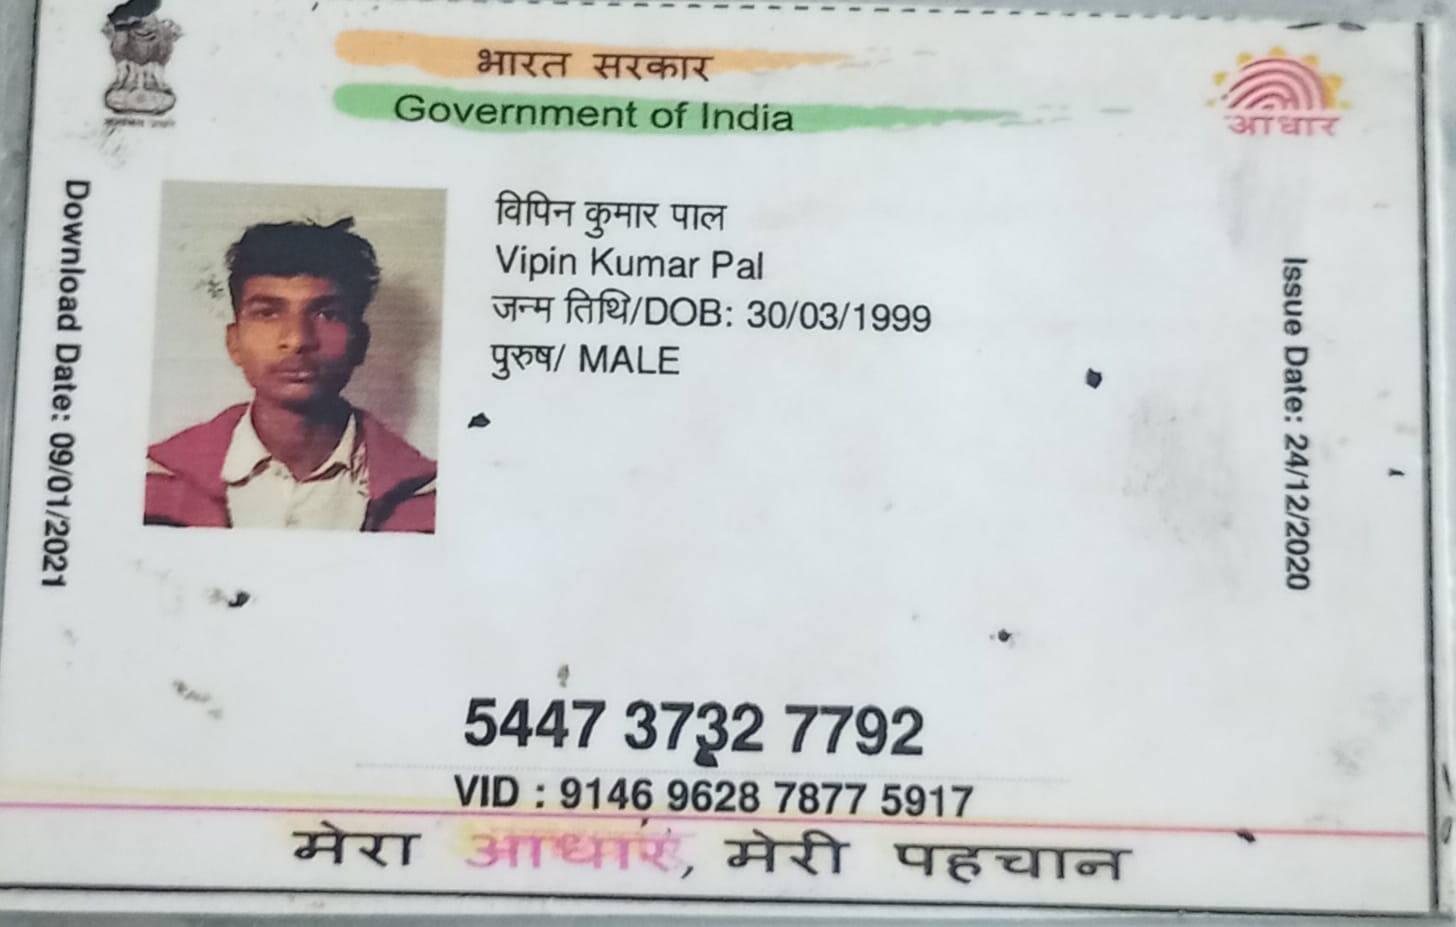 भारत सरकार
Government of India
आधार
Download Date: 09/01/2021
विपिन कुमार पाल
Vipin Kumar Pal
जन्म तिथि/DOB: 30/03/1999
पुरुष/ MALE
Issue Date: 24/12/2020
5447 3732 7792
VID : 9146 9628 7877 5917
मेरा आधार, मेरी पहचान